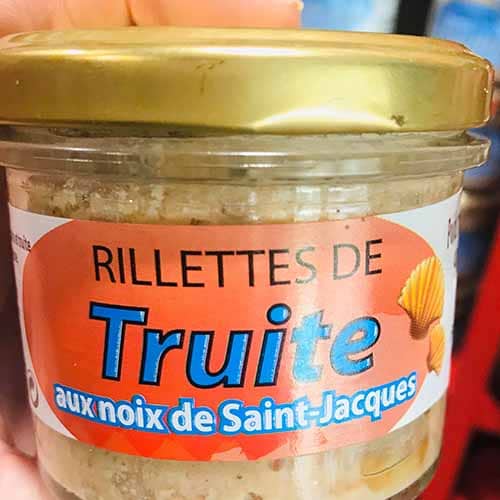 RILLETTES DE
Truite
aux noix de Saint-Jacques